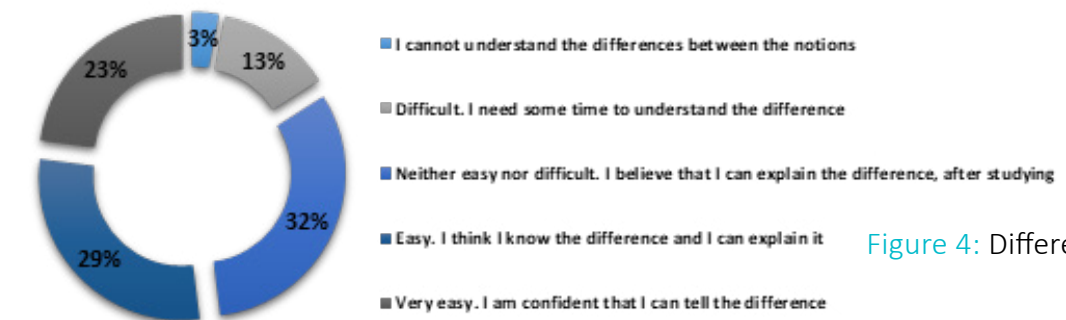 3%
13%
32%
29%
23%
I cannot understand the differences between the notions
Difficult. I need some time to understand the difference
Neither easy nor difficult. I believe that I can explain the difference, after studying
Easy. I think I know the difference and I can explain it
Very easy. I am confident that I can tell the difference
Figure 4: